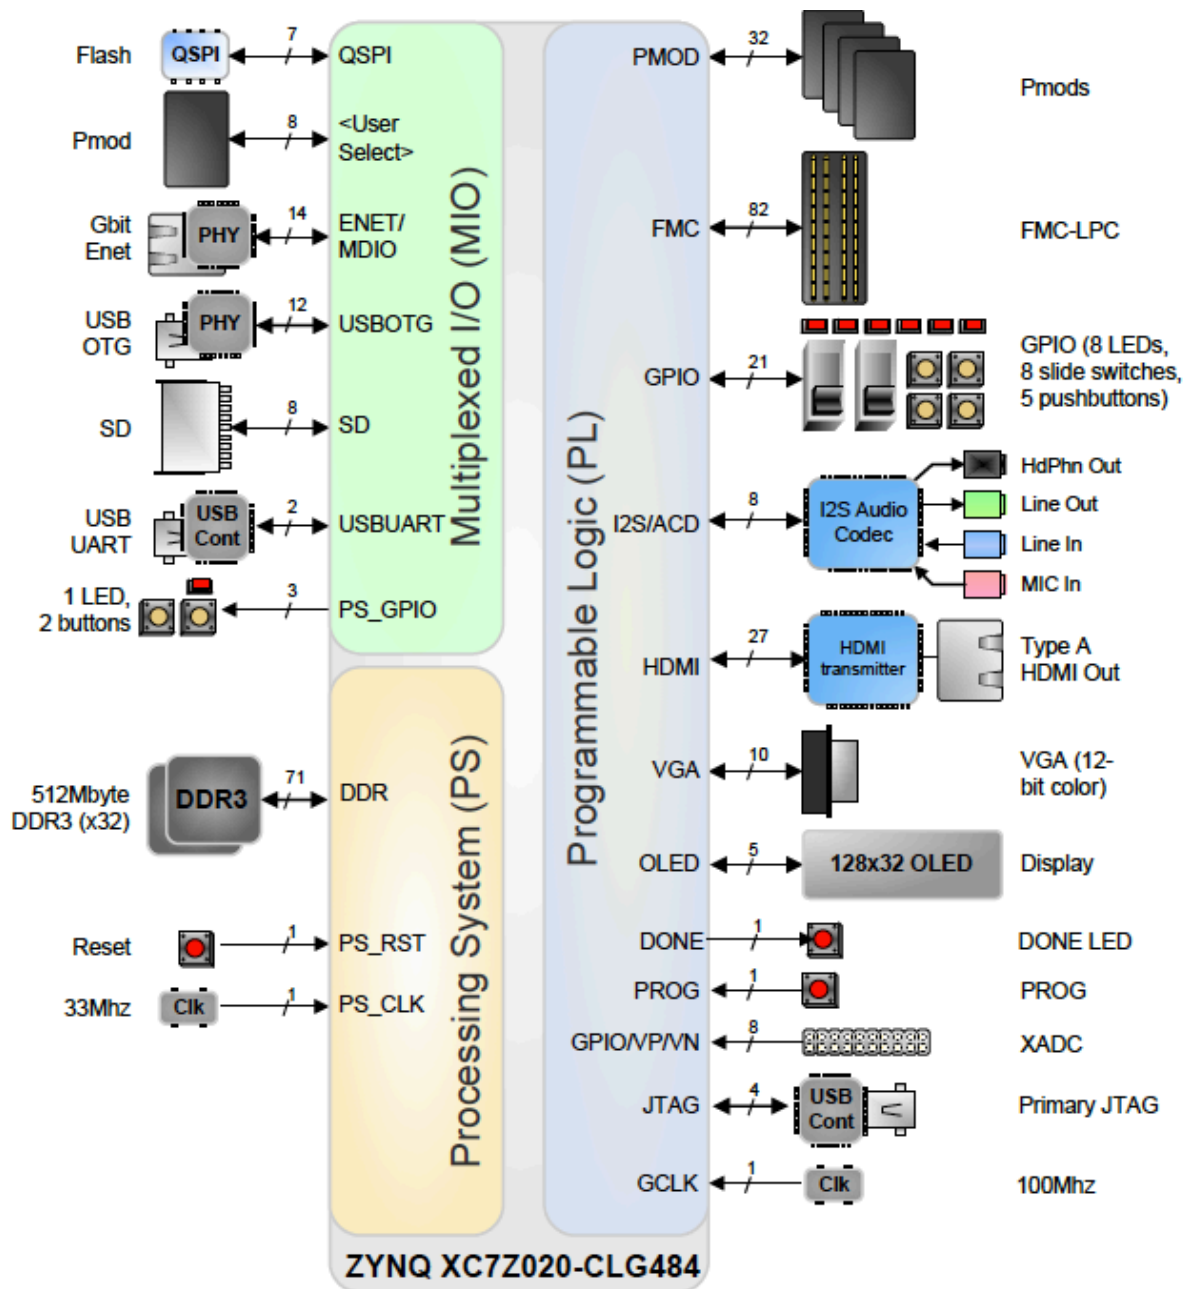 Flash
QSPI
7
QSPI
Pmod
8
<User
Select>
Gbit
Enet
PHY
14
ENET/
MDIO
USB
OTG
PHY
12
USBOTG
SD
8
SD
USB
UART
USB
Cont
2
USBUART
1 LED,
2 buttons
3
PS_GPIO
Multiplexed I/O (MIO)
512Mbyte
DDR3 (x32)
DDR3
71
DDR
Reset
1
PS_RST
33Mhz
Clk
1
PS_CLK
Processing System (PS)
Programmable Logic (PL)
PMOD
32
Pmods
FMC
82
FMC-LPC
GPIO
21
GPIO (8 LEDs,
8 slide switches,
5 pushbuttons)
I2S/ACD
8
I2S Audio
Codec
HdPhn Out
Line Out
Line In
MIC In
HDMI
27
HDMI
transmitter
Type A
HDMI Out
VGA
10
VGA (12-
bit color)
OLED
5
128x32 OLED
Display
DONE
1
DONE LED
PROG
1
PROG
GPIO/VP/VN
8
XADC
JTAG
4
USB
Cont
Primary JTAG
GCLK
1
Clk
100Mhz
ZYNQ XC7Z020-CLG484